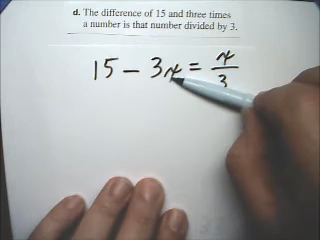 d. The difference of 15 and three times
a number is that number divided by 3.
15 - 3x = x/3